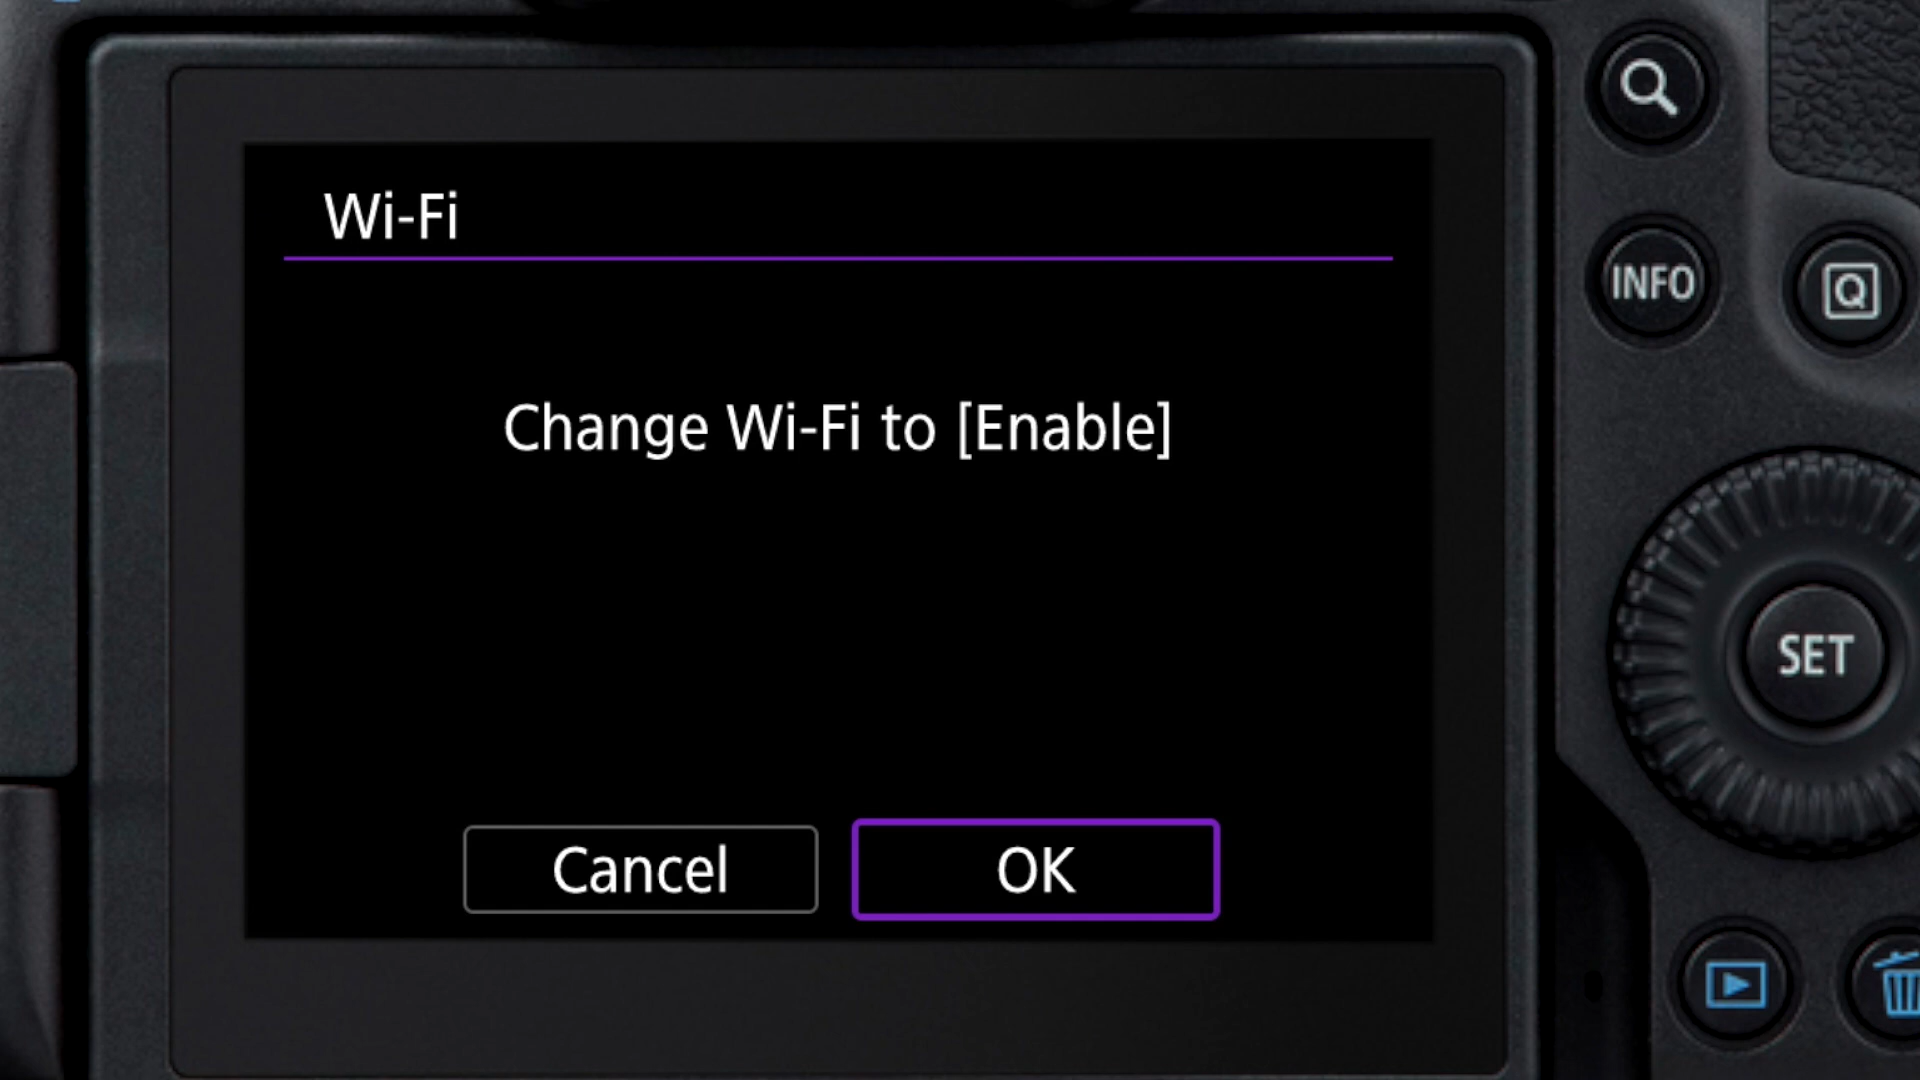 Wi-Fi
Change Wi-Fi to [Enable]
Cancel
OK
INFO
Q
SET